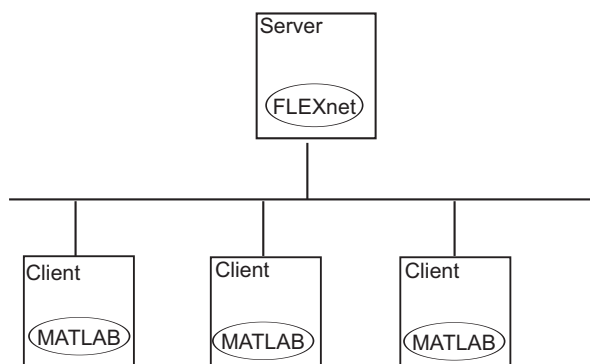 Server
FLEXnet
Client
MATLAB
Client
MATLAB
Client
MATLAB